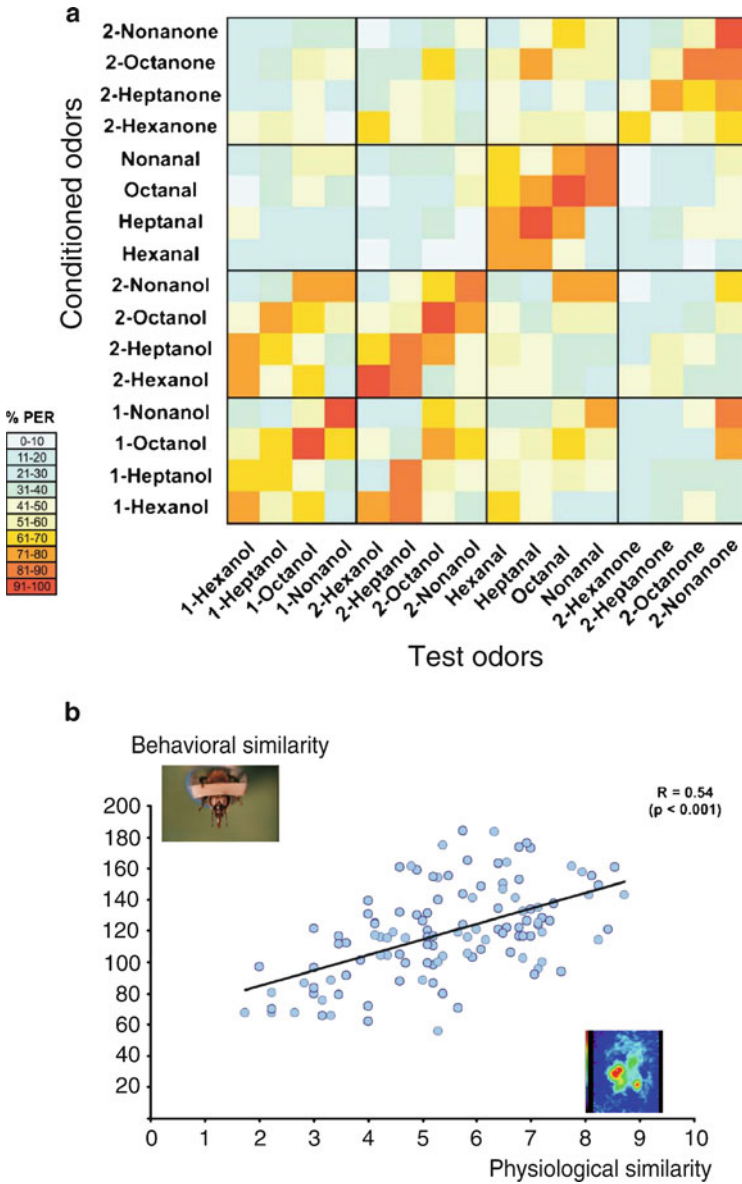 a
Conditioned odors
2-Nonanone
2-Octanone
2-Heptanone
2-Hexanone
Nonanal
Octanal
Heptanal
Hexanal
2-Nonanol
2-Octanol
2-Heptanol
2-Hexanol
1-Nonanol
1-Octanol
1-Heptanol
1-Hexanol
% PER
0-10
11-20
21-30
31-40
41-50
51-60
61-70
71-80
81-90
91-100
1-Hexanol
1-Heptanol
1-Octanol
1-Nonanol
2-Hexanol
2-Heptanol
2-Octanol
2-Nonanol
Hexanal
Heptanal
Octanal
Nonanal
2-Hexanone
2-Heptanone
2-Octanone
2-Nonanone
Test odors
b
Behavioral similarity
R = 0.54
(p < 0.001)
200
180
160
140
120
100
80
60
40
20
0 1 2 3 4 5 6 7 8 9 10
Physiological similarity